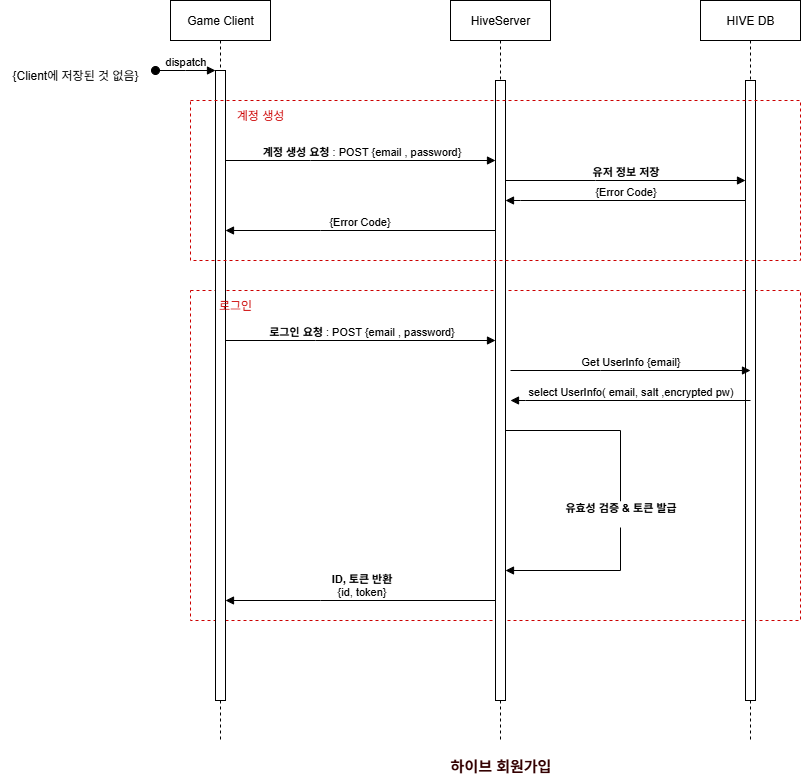 Game Client
HiveServer
HIVE DB
dispatch
{Client에 저장된 것 없음}
계정 생성
계정 생성 요청 : POST {email , password}
유저 정보 저장
{Error Code}
{Error Code}
로그인
로그인 요청 : POST {email , password}
Get UserInfo {email}
select UserInfo( email, salt ,encrypted pw)
유효성 검증 & 토큰 발급
ID, 토큰 반환
{id, token}
하이브 회원가입